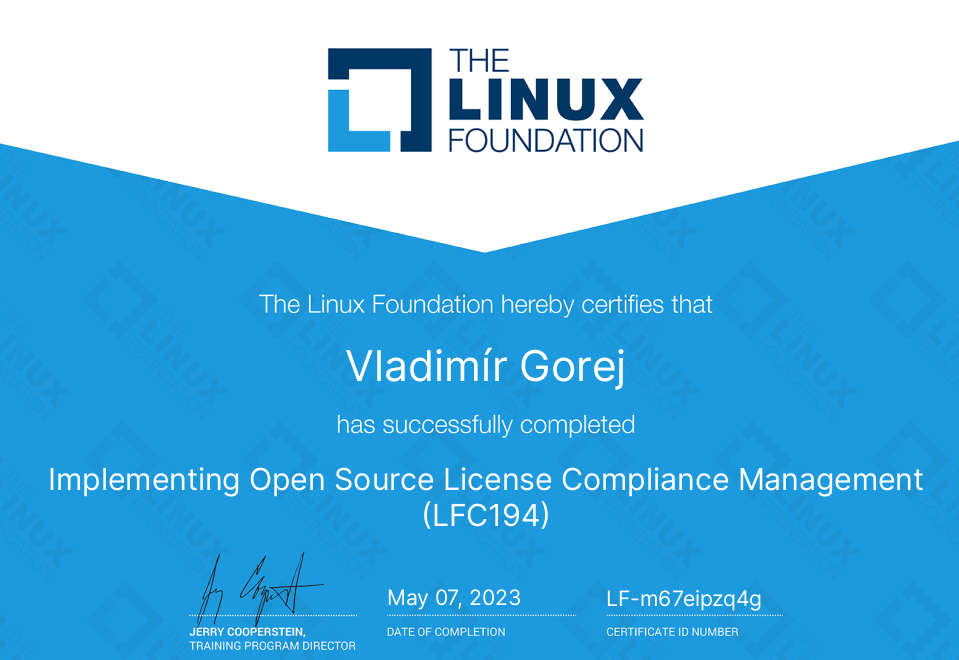 THE
LINUX
FOUNDATION
The Linux Foundation hereby certifies that
Vladimír Gorej
has successfully completed
Implementing Open Source License Compliance Management
(LFC194)
May 07, 2023
LF-m67eipzq4g
JERRY COOPERSTEIN,
TRAINING PROGRAM DIRECTOR
DATE OF COMPLETION
CERTIFICATE ID NUMBER